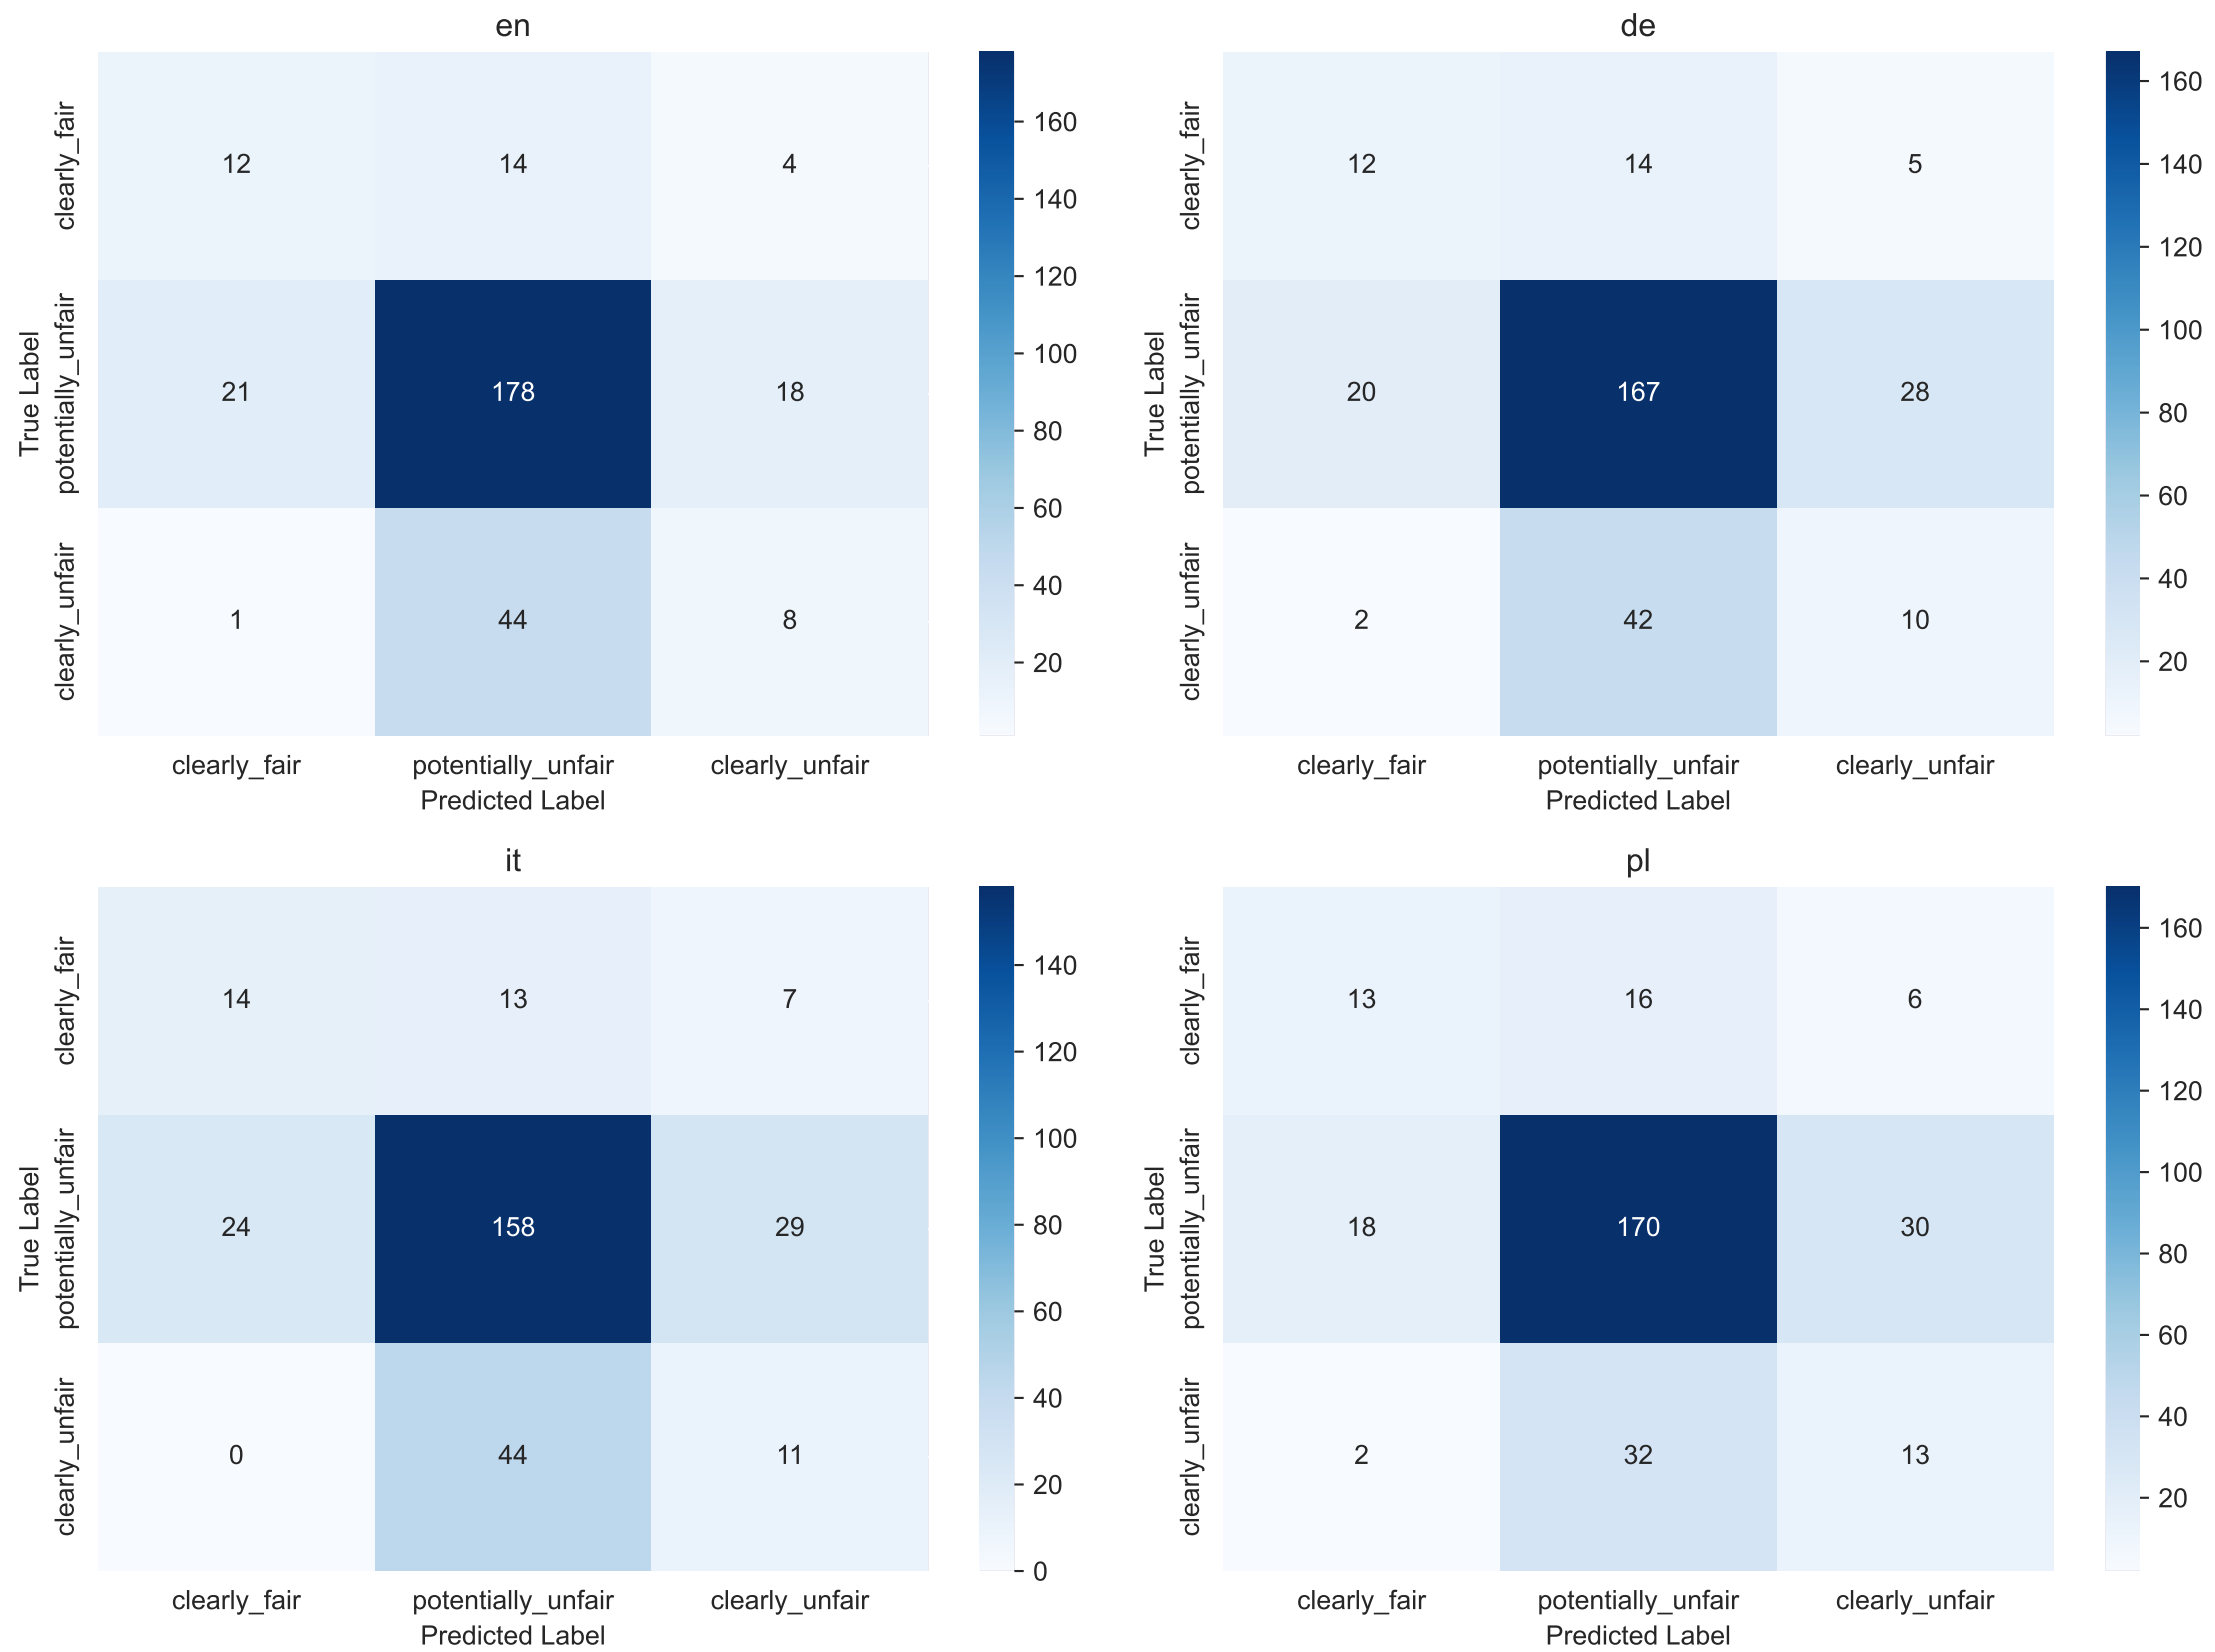 en
True Label
clearly_fair
potentially_unfair
clearly_unfair
12 14 4
21 178 18
1 44 8
clearly_fair potentially_unfair clearly_unfair
Predicted Label
160
140
120
100
80
60
40
20
de
True Label
clearly_fair
potentially_unfair
clearly_unfair
12 14 5
20 167 28
2 42 10
clearly_fair potentially_unfair clearly_unfair
Predicted Label
160
140
120
100
80
60
40
20
it
True Label
clearly_fair
potentially_unfair
clearly_unfair
14 13 7
24 158 29
0 44 11
clearly_fair potentially_unfair clearly_unfair
Predicted Label
140
120
100
80
60
40
20
0
pl
True Label
clearly_fair
potentially_unfair
clearly_unfair
13 16 6
18 170 30
2 32 13
clearly_fair potentially_unfair clearly_unfair
Predicted Label
160
140
120
100
80
60
40
20